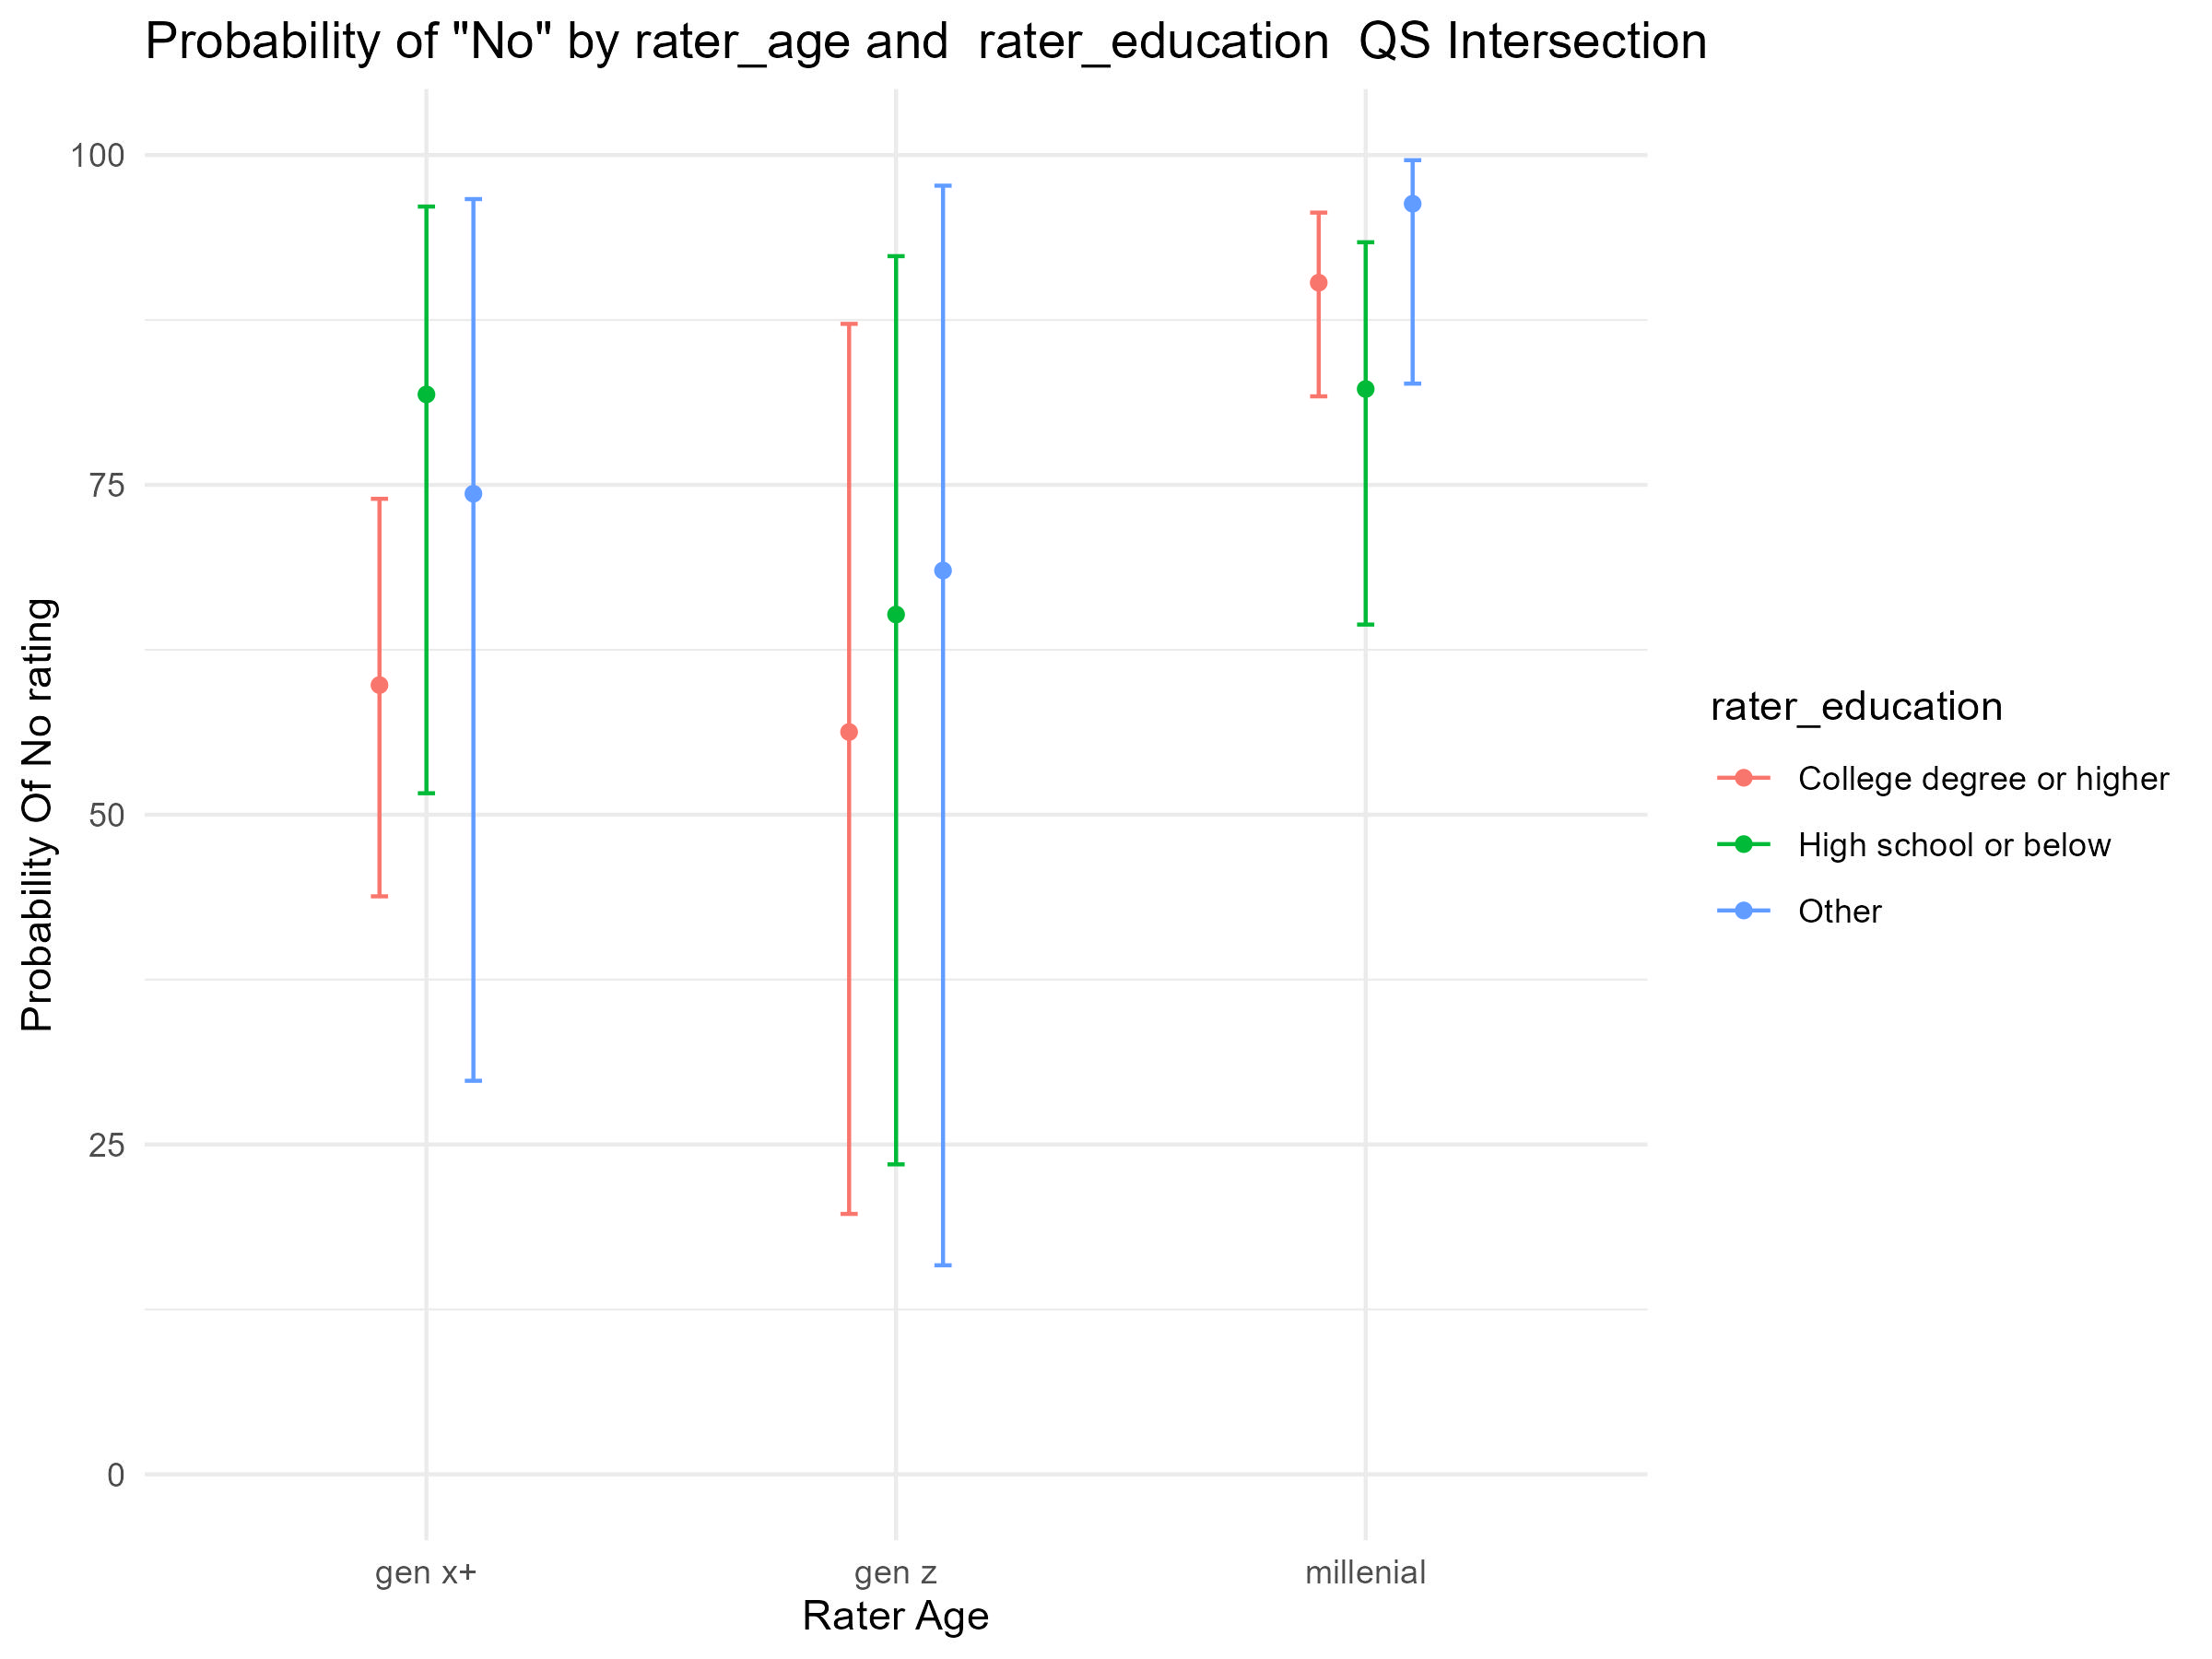 Probability of "No" by rater_age and  rater_education  QS Intersection
100
75
50
25
0
Probability Of No rating
gen x+
gen z
millenial
Rater Age
rater_education
College degree or higher
High school or below
Other